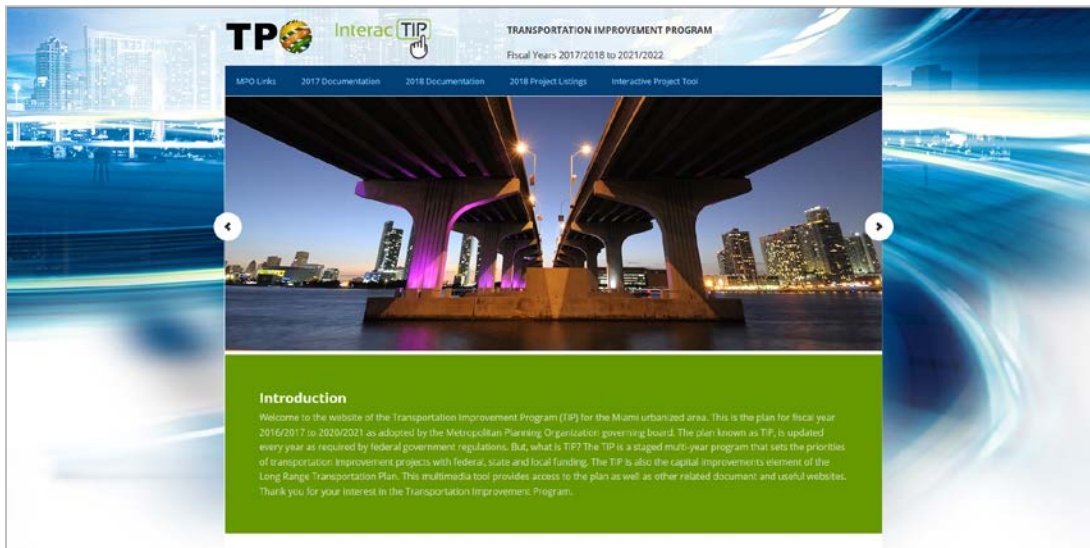 TPO
InteracTIP
TRANSPORTATION IMPROVEMENT PROGRAM
Fiscal Years 2017/2018 to 2021/2022
MPO Links 2017 Documentation 2018 Documentation 2018 Project Listings Interactive Project Tool
Introduction
Welcome to the website of the Transportation Improvement Program (TIP) for the Miami urbanized area. This is the plan for fiscal year
2016/2017 to 2020/2021 as adopted by the Metropolitan Planning Organization governing board. The plan known as TIP, is updated
every year as required by federal government regulations. But, what is TIP? The TIP is a staged multi-year program that sets the priorities
of transportation improvement projects with federal, state and local funding. The TIP is also the capital improvements element of the
Long Range Transportation Plan. This multimedia tool provides access to the plan as well as other related document and useful websites.
Thank you for your interest in the Transportation Improvement Program.